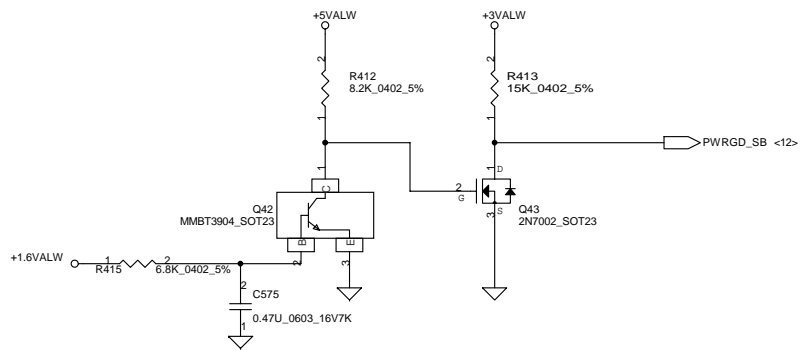 +5VALW
+3VALW
2
R412
8.2K_0402_5%
1
2
R413
15K_0402_5%
1
PWRGD_SB <12>
1
C
Q42
MMBT3904_SOT23
B
E
2
3
1
D
2
G
S
3
Q43
2N7002_SOT23
+1.6VALW
1
R415
2
6.8K_0402_5%
2
C575
0.47U_0603_16V7K
1